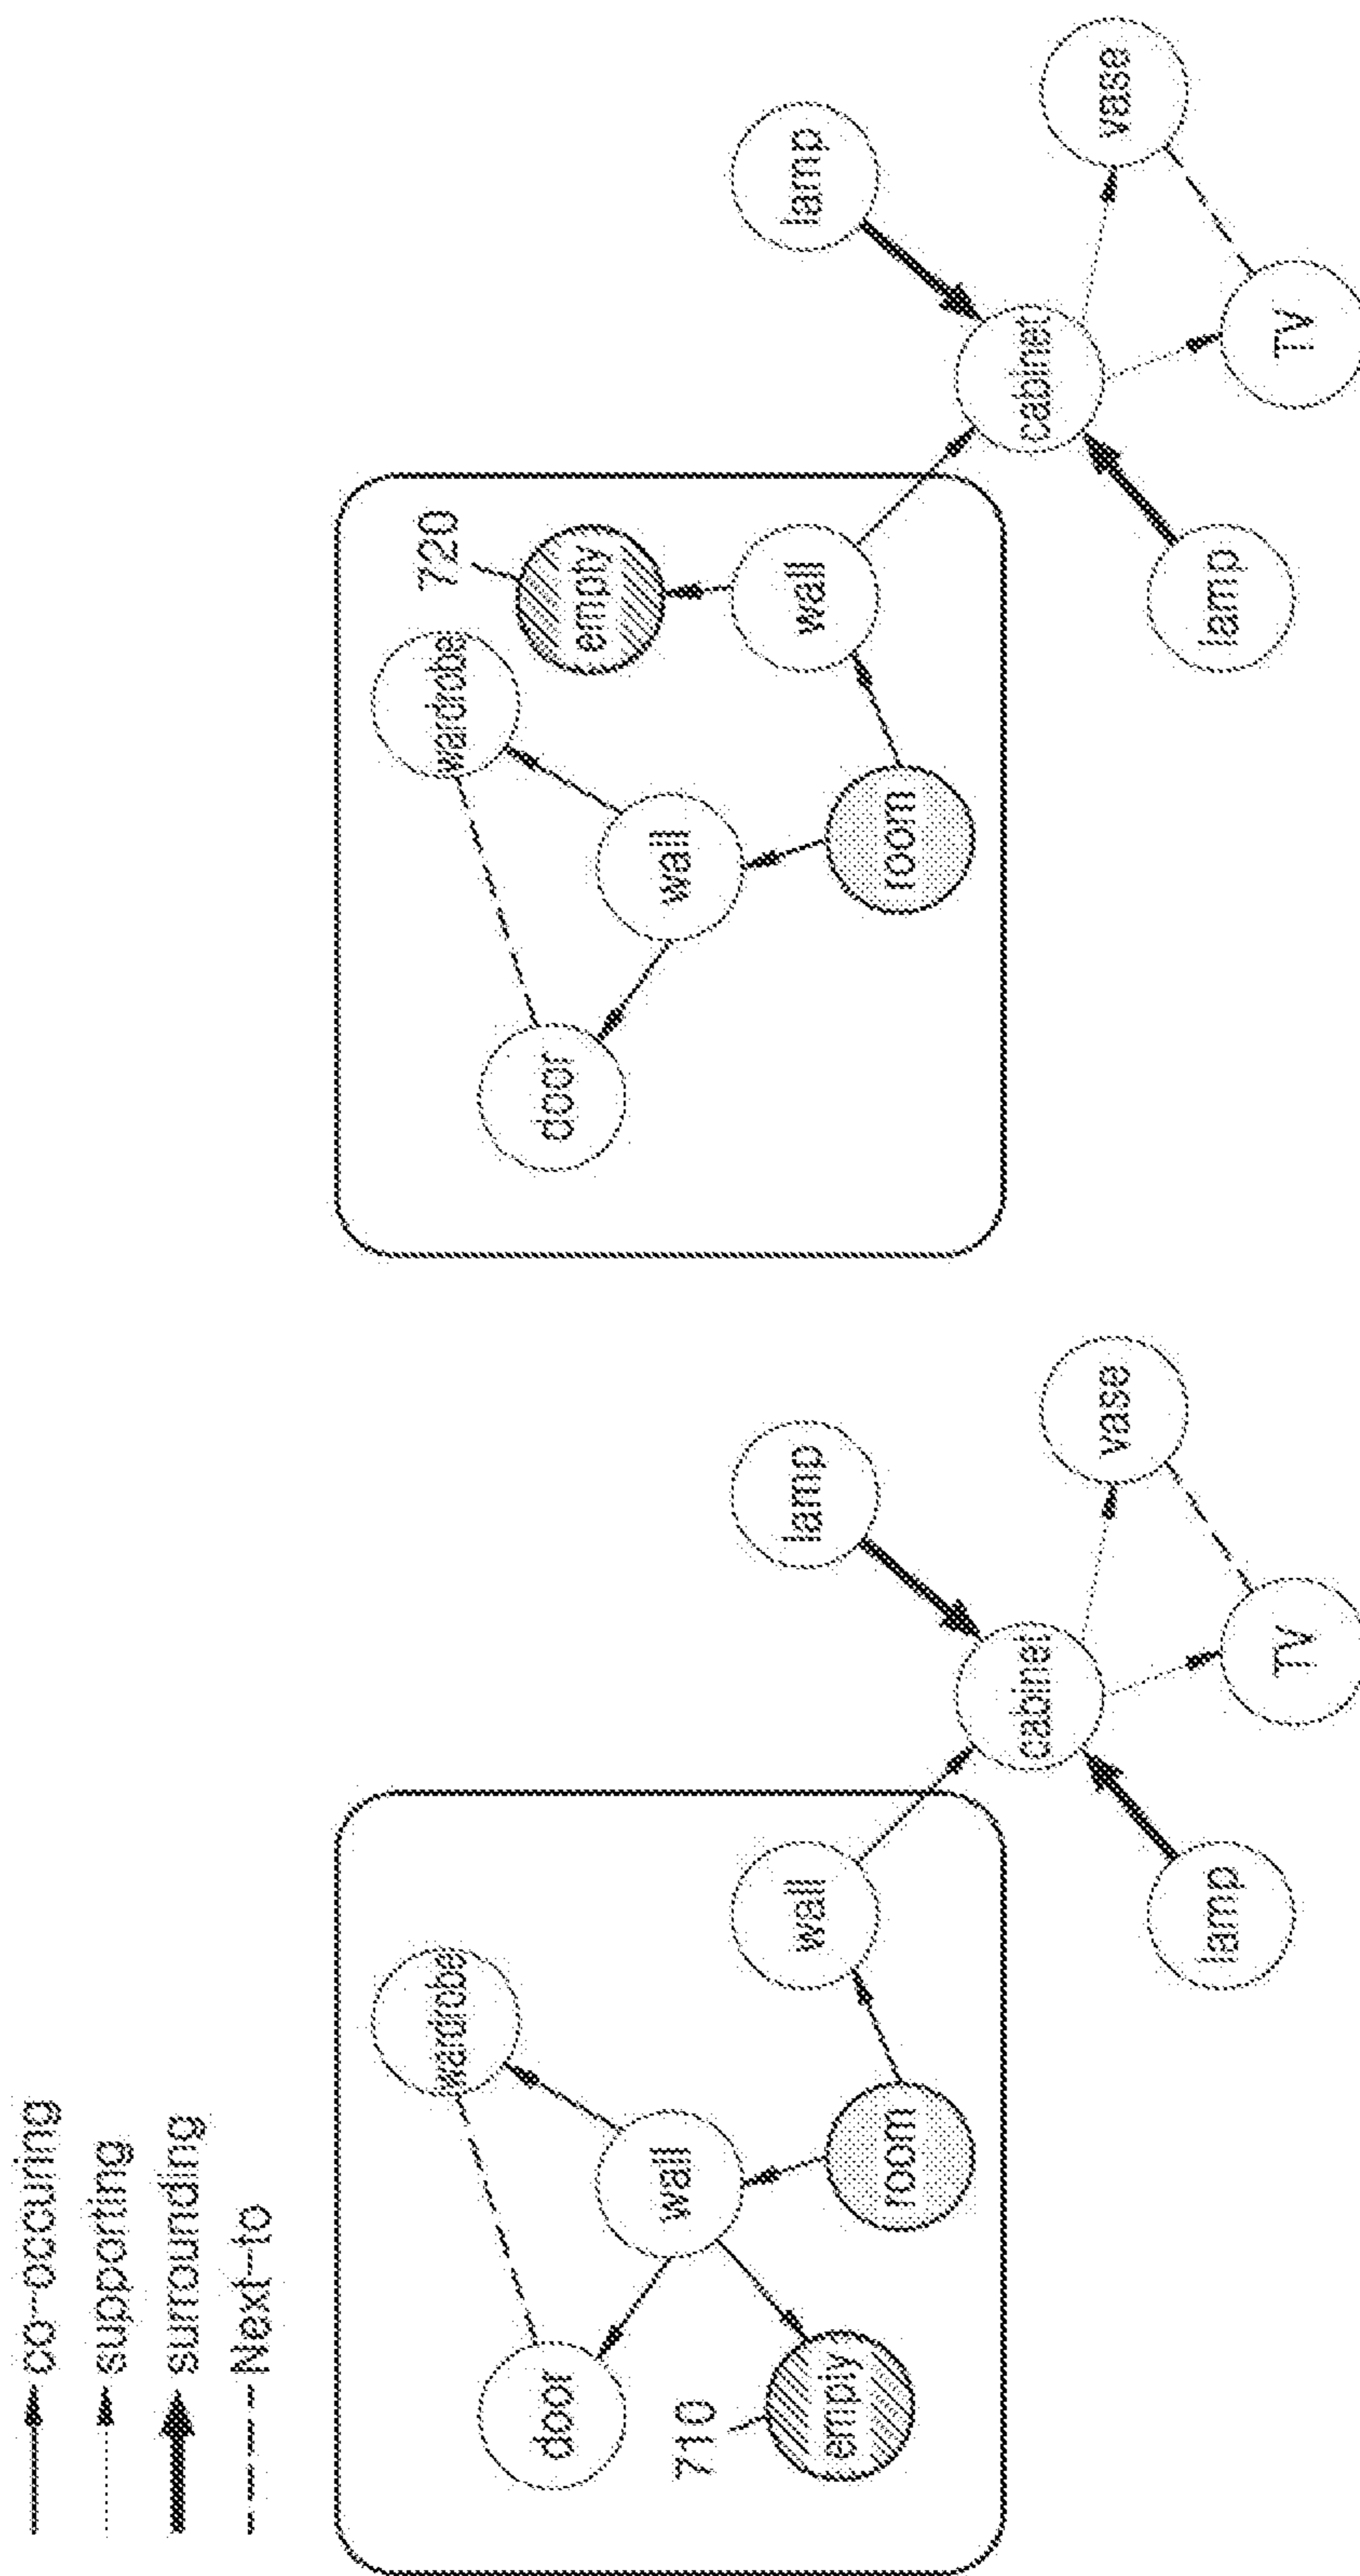 co-occuring
supporting
surrounding
Next-to
wardrobe
door
wall
710
empty
room
wall
lamp
cabinet
vase
lamp
TV
wardrobe
720
empty
door
wall
wall
room
lamp
cabinet
vase
lamp
TV